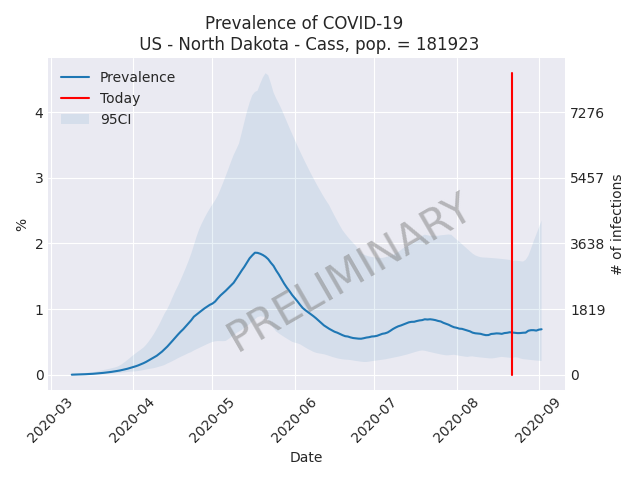 Prevalence of COVID-19
US - North Dakota - Cass, pop. = 181923
Prevalence
Today
95CI
%
4
3
2
1
0
7276
5457
3638
1819
0
# of infections
PRELIMINARY
2020-03
2020-04
2020-05
2020-06
2020-07
2020-08
2020-09
Date